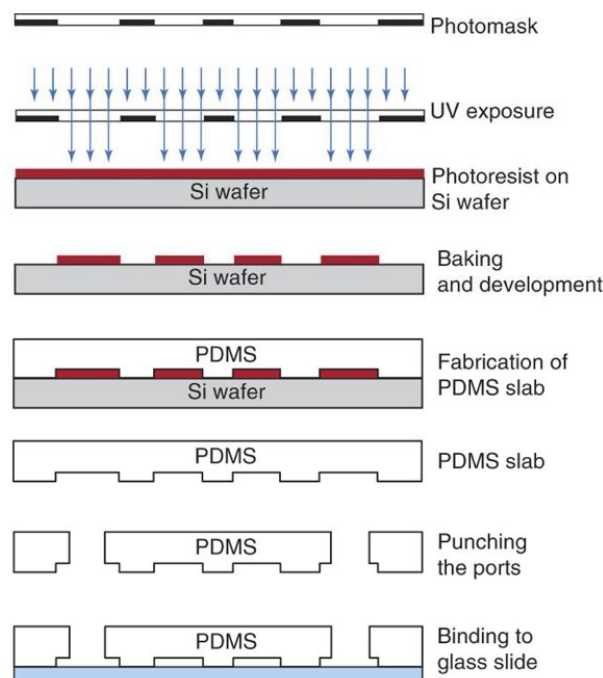 Photomask
UV exposure
Photoresist on
Si wafer
Si wafer
Si wafer
Baking
and development
PDMS
Si wafer
Fabrication of
PDMS slab
PDMS
PDMS slab
PDMS
Punching
the ports
PDMS
Binding to
glass slide